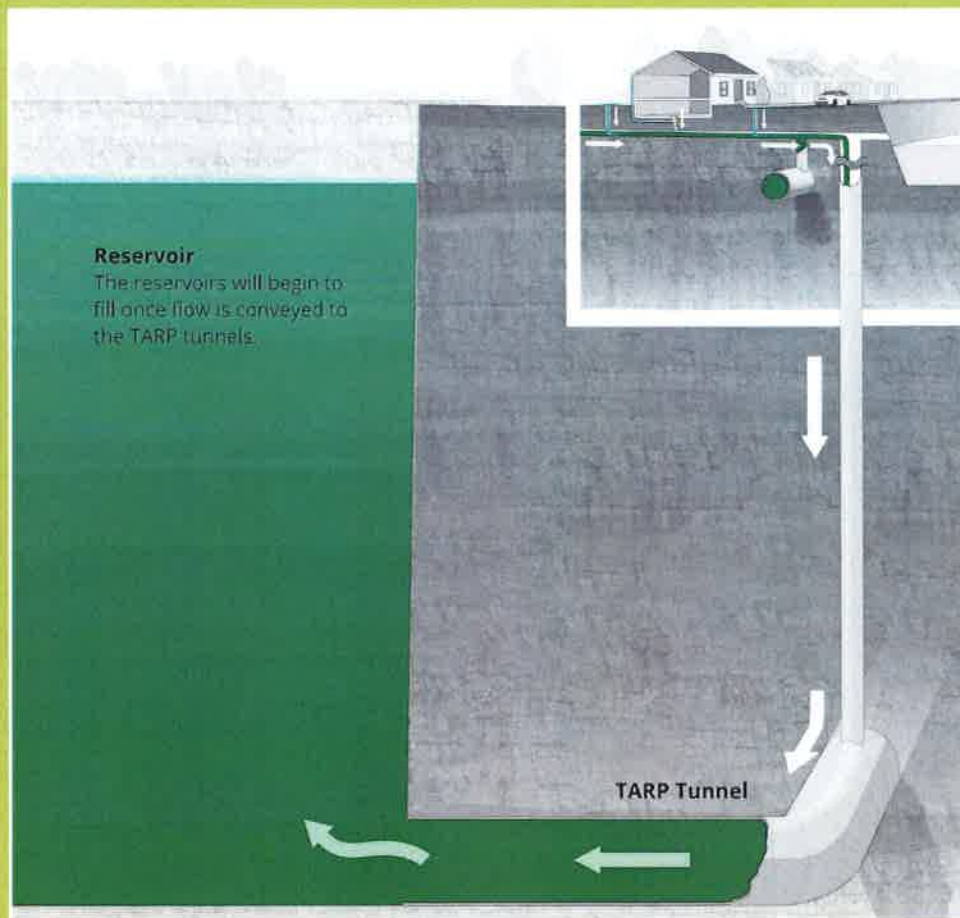 Reservoir
The reservoirs will begin to
fill once flow is conveyed to
the TARP tunnels.
TARP Tunnel